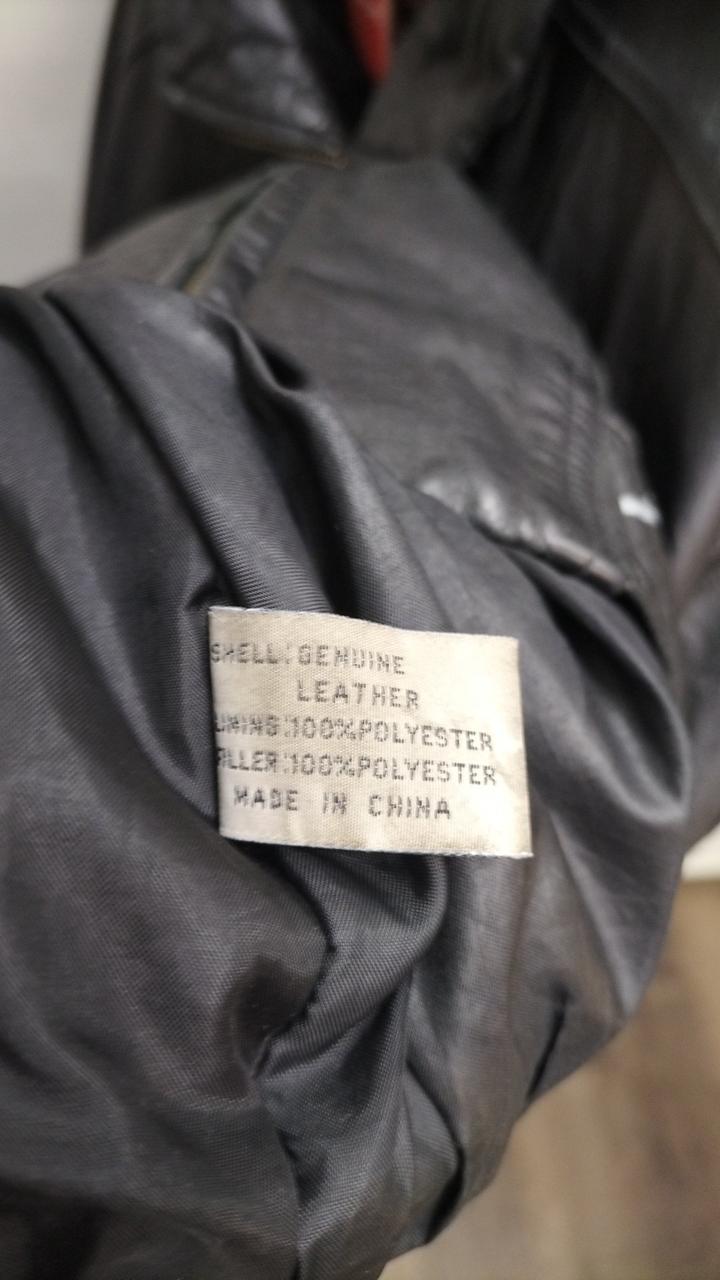 SHELL:GENUINE
LEATHER
LINING:100%POLYESTER
FILLER:100%POLYESTER
MADE IN CHINA